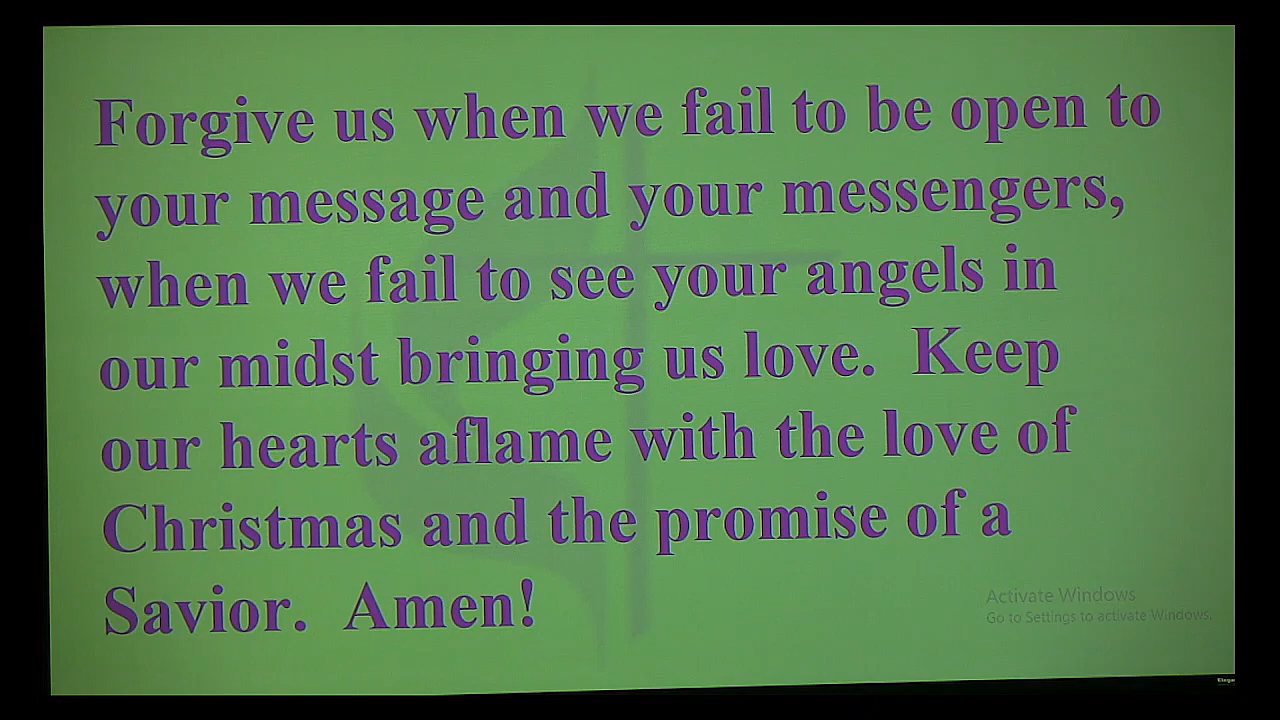 Forgive us when we fail to be open to
your message and your messengers,
when we fail to see your angels in
our midst bringing us love.  Keep
our hearts aflame with the love of
Christmas and the promise of a
Savior.  Amen!
Activate Windows
Go to Settings to activate Windows.